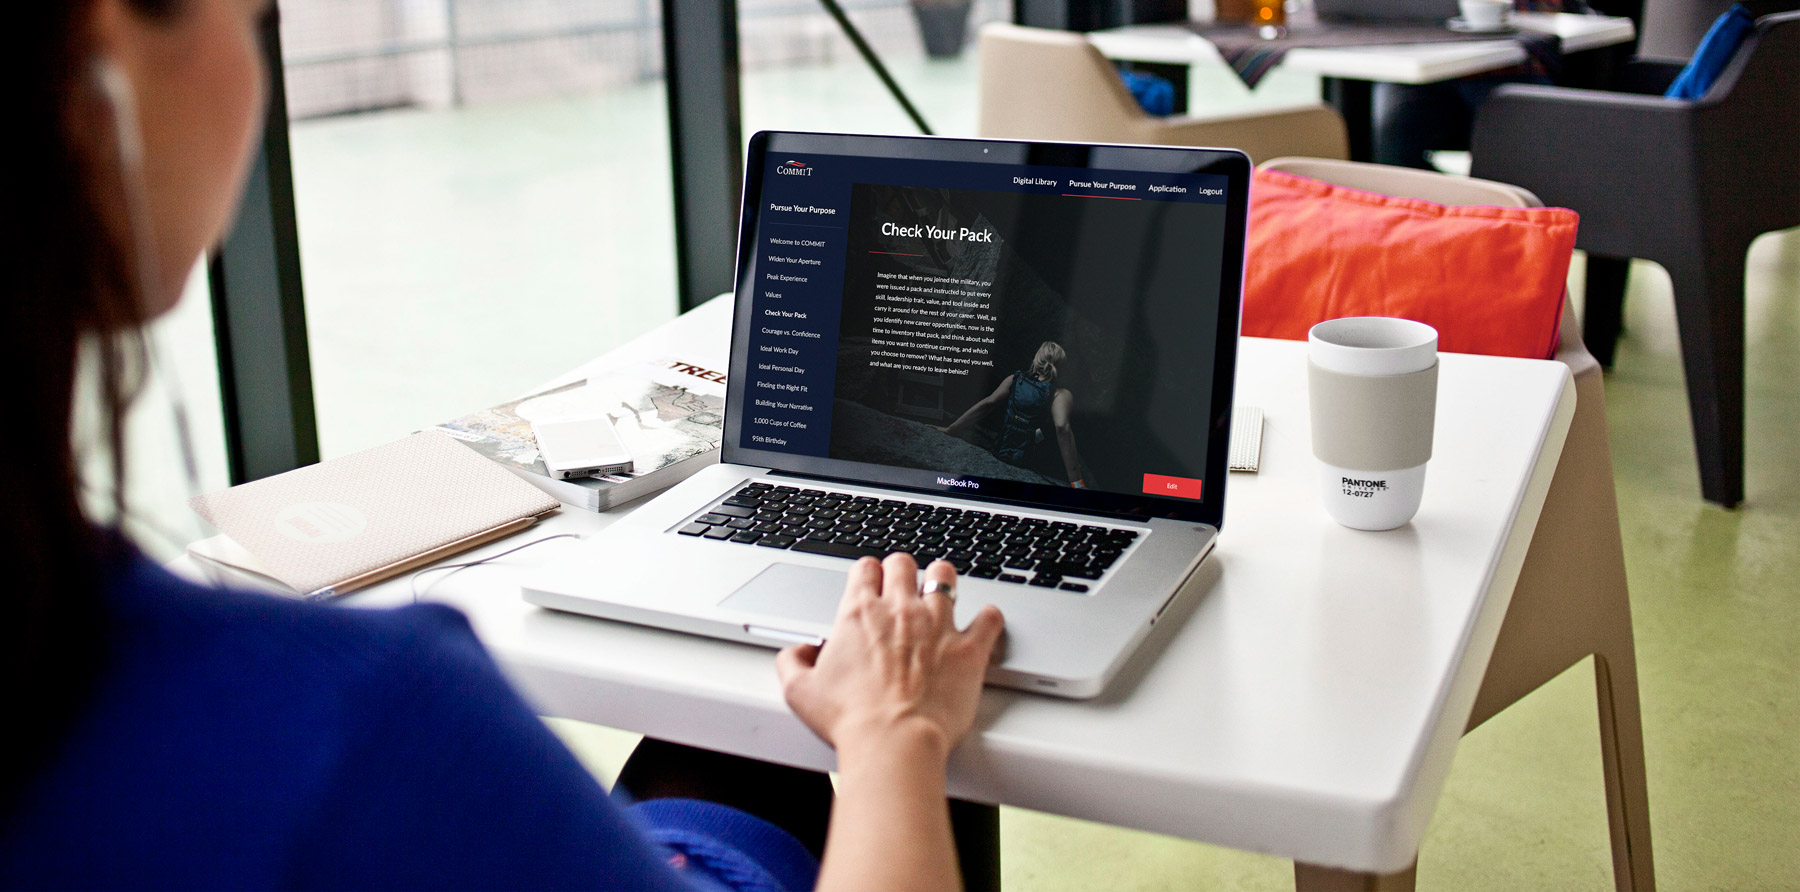 COMMIT
Digital Library
Pursue Your Purpose
Application
Logout
Pursue Your Purpose
Welcome to COMMIT
Widen Your Aperture
Peak Experience
Values
Check Your Pack
Courage vs. Confidence
Ideal Work Day
Ideal Personal Day
Finding the Right Fit
Building Your Narrative
1,000 Cups of Coffee
95th Birthday
Check Your Pack
Imagine that when you joined the military, you
were issued a pack and instructed to put every
skill, leadership trait, value, and tool inside and
carry it around for the rest of your career. Well, as
you identify new career opportunities, now is the
time to inventory that pack, and think about what
items you want to continue carrying, and which
you choose to remove? What has served you well,
and what are you ready to leave behind?
Edit
MacBook Pro
PANTONE
UNIVERSE
12-0727